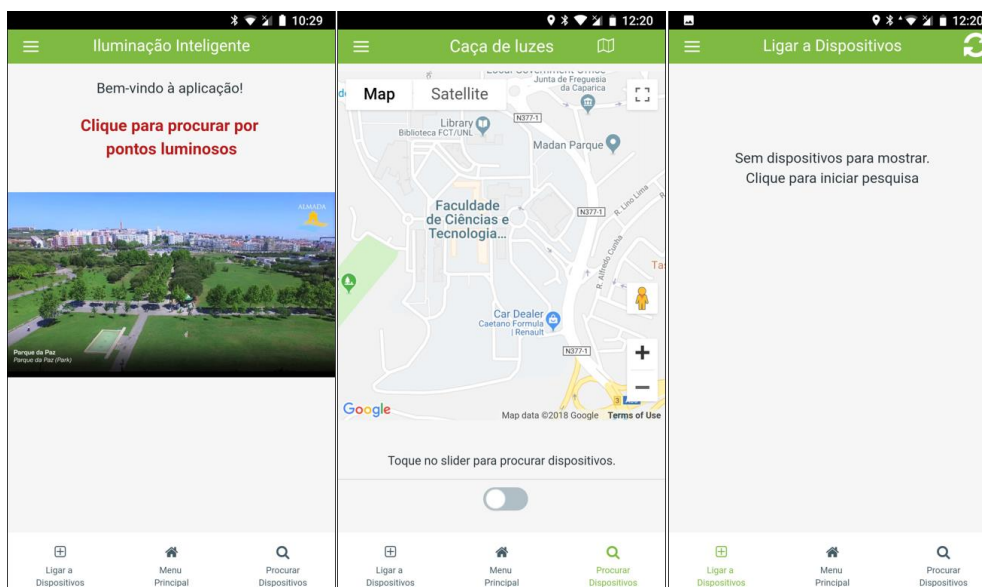 10:29
Iluminação Inteligente
Bem-vindo à aplicação!
Clique para procurar por
pontos luminosos
ALMADA
Parque da Paz
Parque da Paz (Park)
Ligar a
Dispositivos
Menu
Principal
Procurar
Dispositivos
12:20
Caça de luzes
Map
Satellite
Junta de Freguesia
da Caparica
Library
Biblioteca FCT/UNL
N377-1
Madan Parque
Faculdade
de Ciências e
Tecnologia...
N377-1
R. Lino Lima
R. Alfredo Cunha
Car Dealer
Caetano Formula
| Renault
N377-1
+
−
3
Google
Map data ©2018 Google
Terms of Use
Toque no slider para procurar dispositivos.
Ligar a
Dispositivos
Menu
Principal
Procurar
Dispositivos
12:20
Ligar a Dispositivos
Sem dispositivos para mostrar.
Clique para iniciar pesquisa
Ligar a
Dispositivos
Menu
Principal
Procurar
Dispositivos